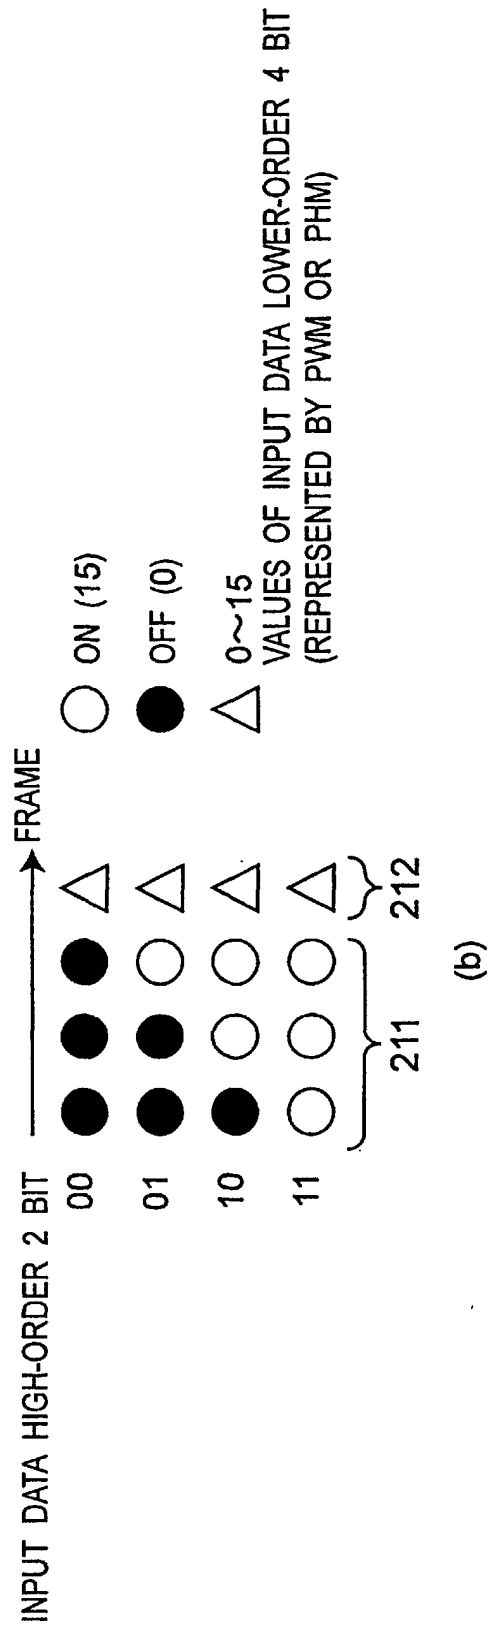 INPUT DATA HIGH-ORDER 2 BIT
FRAME
00
01
10
11
211
212
ON (15)
OFF (0)
0~15
VALUES OF INPUT DATA LOWER-ORDER 4 BIT
(REPRESENTED BY PWM OR PHM)
(b)